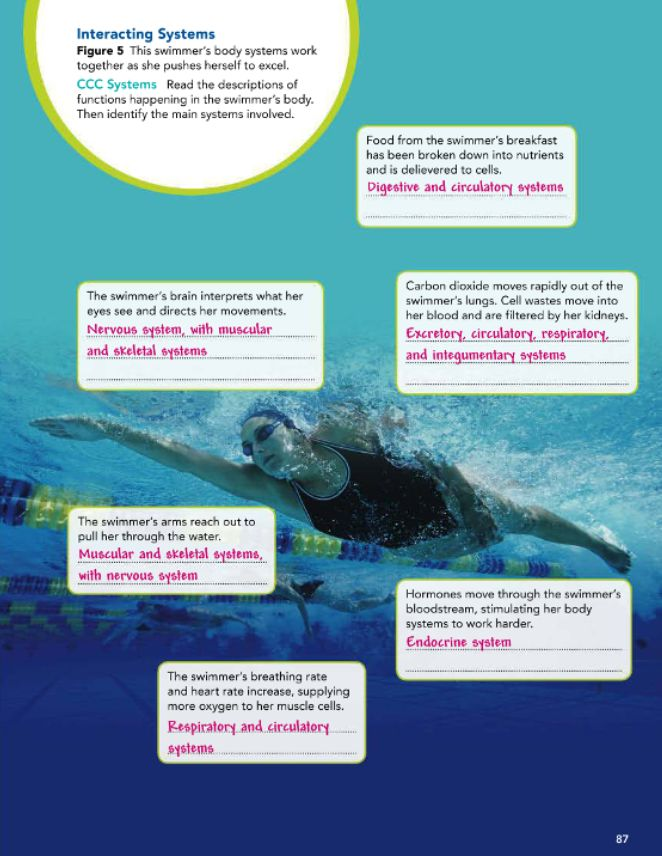 Interacting Systems
Figure 5 This swimmer's body systems work
together as she pushes herself to excel.
CCC Systems Read the descriptions of
functions happening in the swimmer's body.
Then identify the main systems involved.
Food from the swimmer's breakfast
has been broken down into nutrients
and is delievered to cells.
Digestive and circulatory systems
The swimmer's brain interprets what her
eyes see and directs her movements.
Nervous system, with muscular
and skeletal systems
Carbon dioxide moves rapidly out of the
swimmer's lungs. Cell wastes move into
her blood and are filtered by her kidneys.
Excretory, circulatory, respiratory,
and integumentary systems
The swimmer's arms reach out to
pull her through the water.
Muscular and skeletal systems,
with nervous system
Hormones move through the swimmer's
bloodstream, stimulating her body
systems to work harder.
Endocrine system
The swimmer's breathing rate
and heart rate increase, supplying
more oxygen to her muscle cells.
Respiratory and circulatory
systems
87